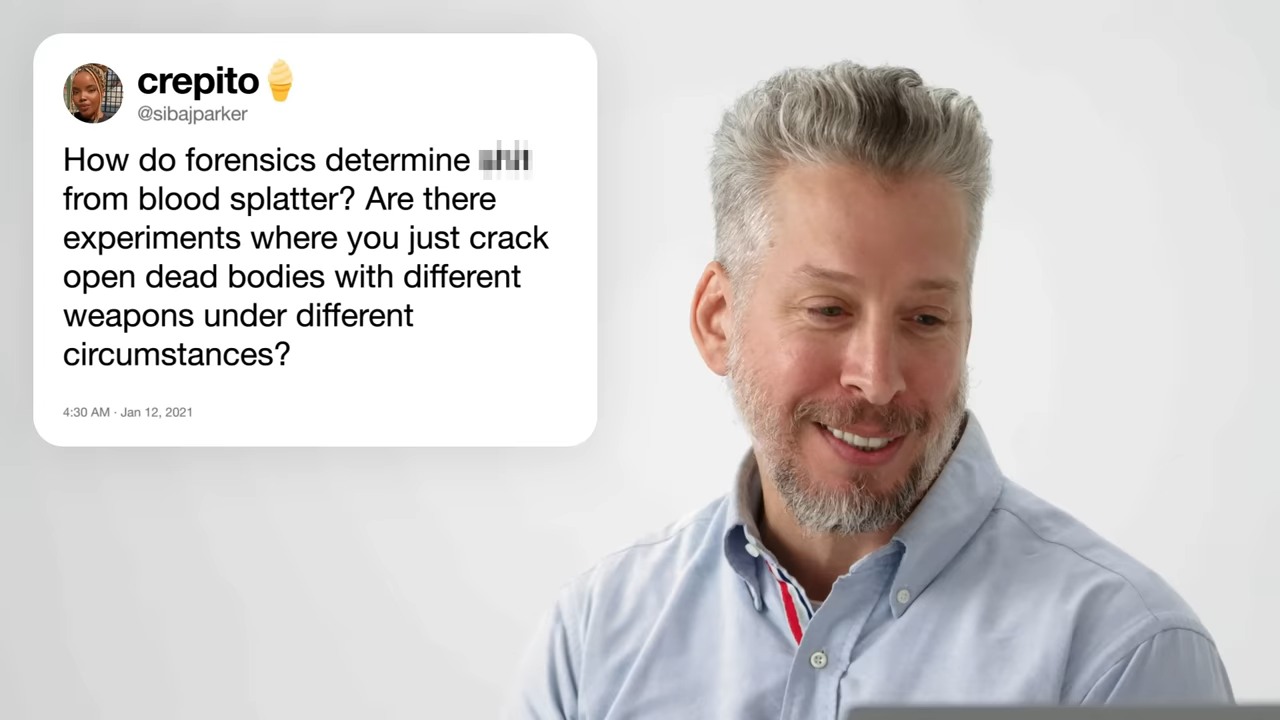 crepito🍦
@sibajparker
How do forensics determine
from blood splatter? Are there
experiments where you just crack
open dead bodies with different
weapons under different
circumstances?
4:30 AM · Jan 12, 2021